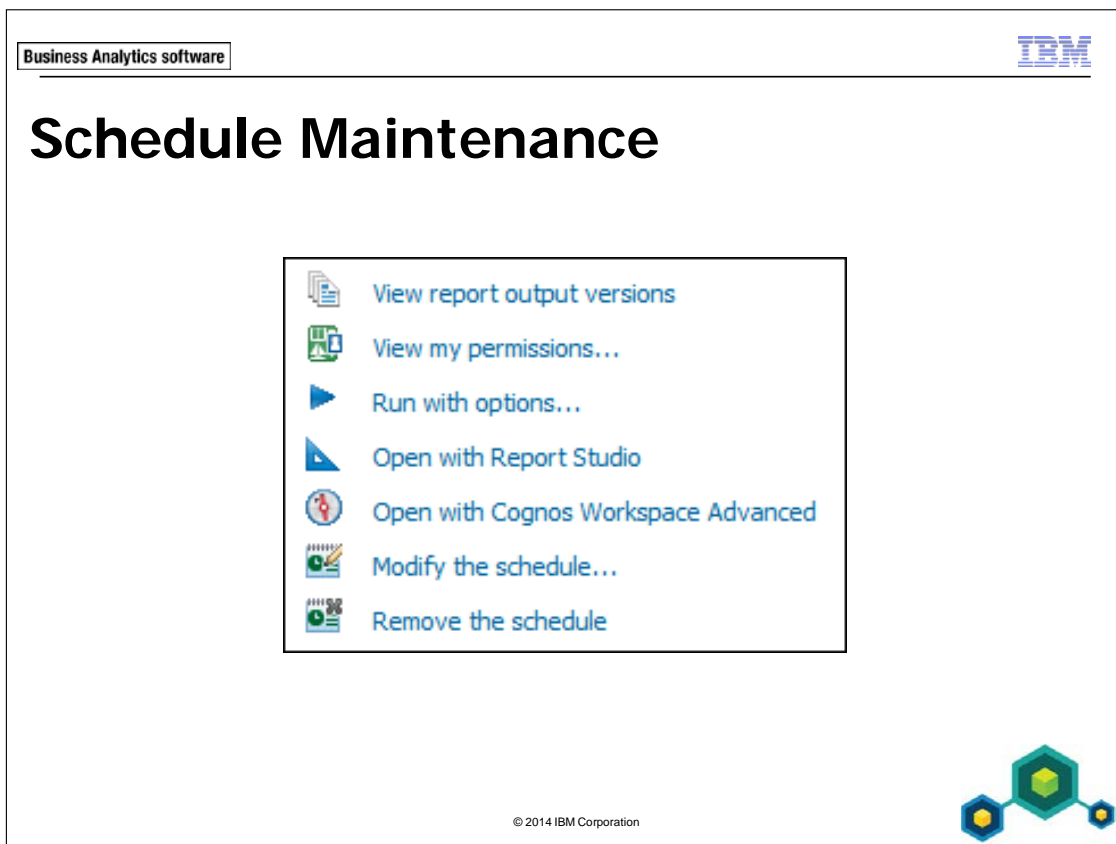 Business Analytics software
IBM
Schedule Maintenance
View report output versions
View my permissions...
Run with options...
Open with Report Studio
Open with Cognos Workspace Advanced
Modify the schedule...
Remove the schedule
© 2014 IBM Corporation